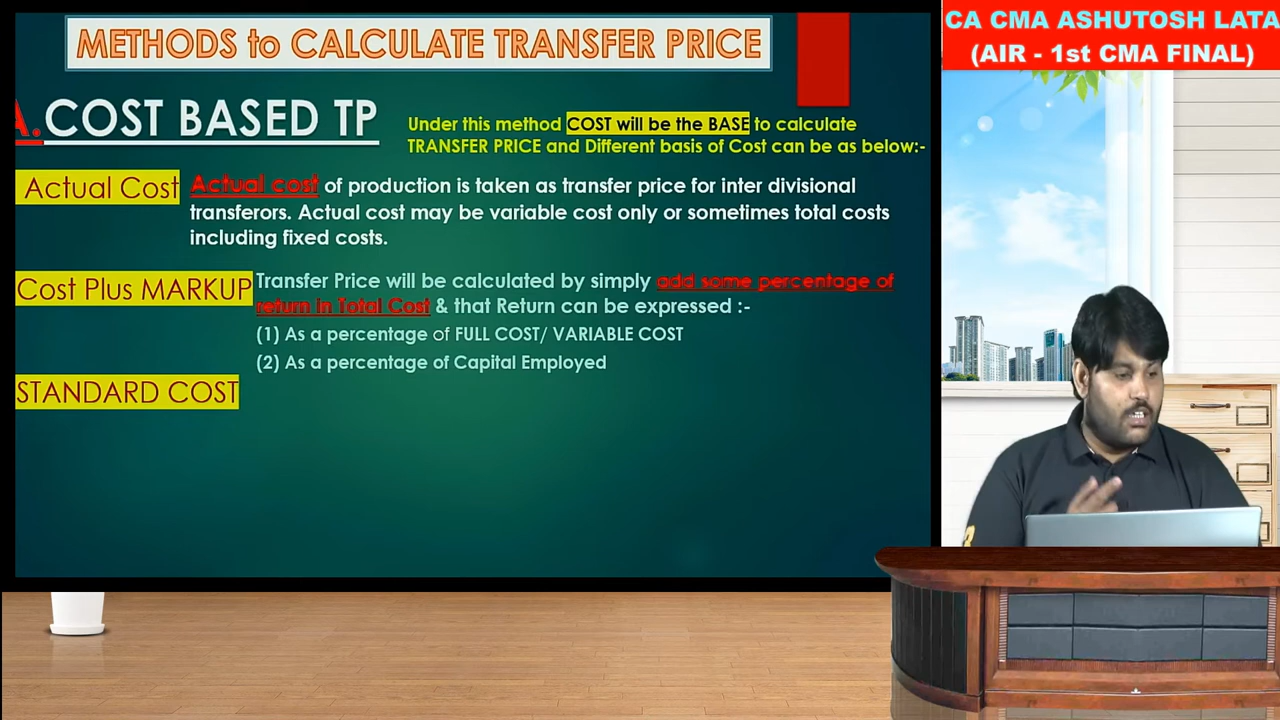 METHODS to CALCULATE TRANSFER PRICE
CA CMA ASHUTOSH LATA
(AIR - 1st CMA FINAL)
A.COST BASED TP
Under this method COST will be the BASE to calculate
TRANSFER PRICE and Different basis of Cost can be as below:-
Actual Cost
Actual cost of production is taken as transfer price for inter divisional
transferors. Actual cost may be variable cost only or sometimes total costs
including fixed costs.
Cost Plus MARKUP
Transfer Price will be calculated by simply add some percentage of
return in Total Cost & that Return can be expressed :-
(1) As a percentage of FULL COST/ VARIABLE COST
(2) As a percentage of Capital Employed
STANDARD COST